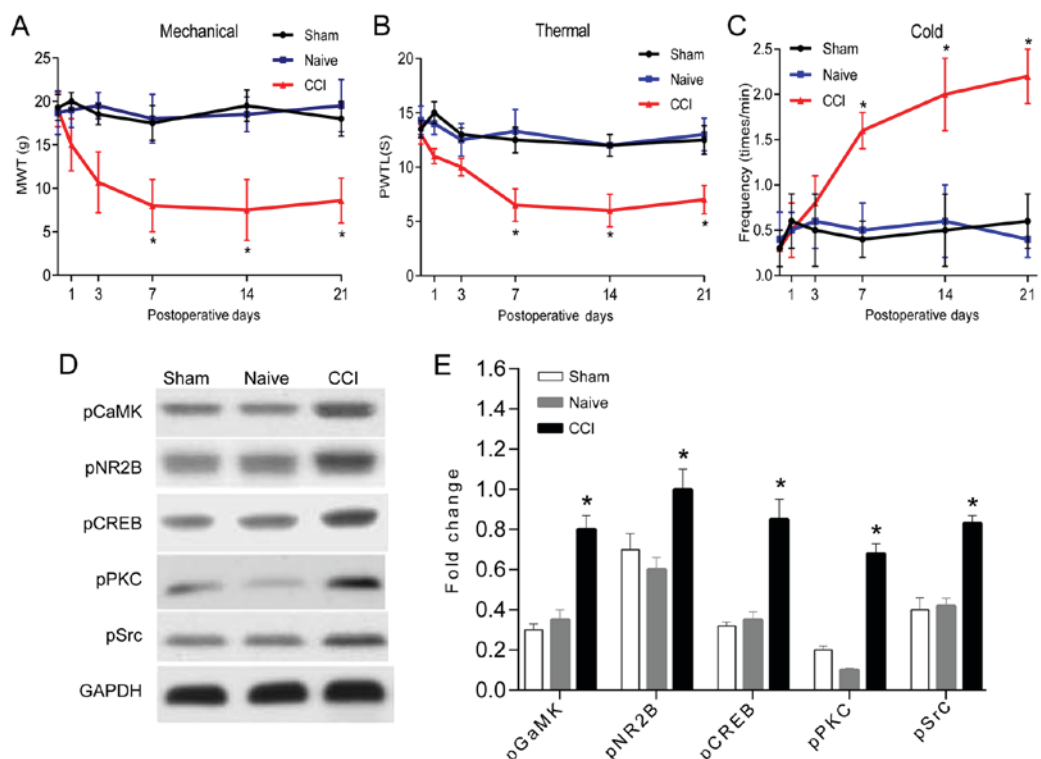 A
Mechanical
Sham
Naive
CCI
MWT (g)
25
20
15
10
5
0
*
*
*
1 3 7 14 21
Postoperative days
B
Thermal
Sham
Naive
CCI
PWTL(S)
20
15
10
5
0
*
*
*
1 3 7 14 21
Postoperative days
C
Cold
Sham
Naive
CCI
Frequency (times/min)
2.5
2.0
1.5
1.0
0.5
0.0
*
*
*
1 3 7 14 21
Postoperative days
D
Sham Naive CCI
pCaMK
pNR2B
pCREB
pPKC
pSrc
GAPDH
E
Sham
Naive
CCI
Fold change
1.6
1.4
1.2
1.0
0.8
0.6
0.4
0.2
0.0
*
*
*
*
*
pGaMK
pNR2B
pCREB
pPKC
pSrC